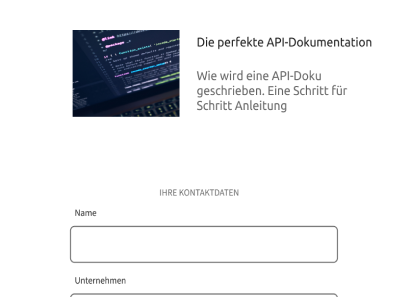 Die perfekte API-Dokumentation
Wie wird eine API-Doku
geschrieben. Eine Schritt für
Schritt Anleitung
IHRE KONTAKTDATEN
Name
Unternehmen